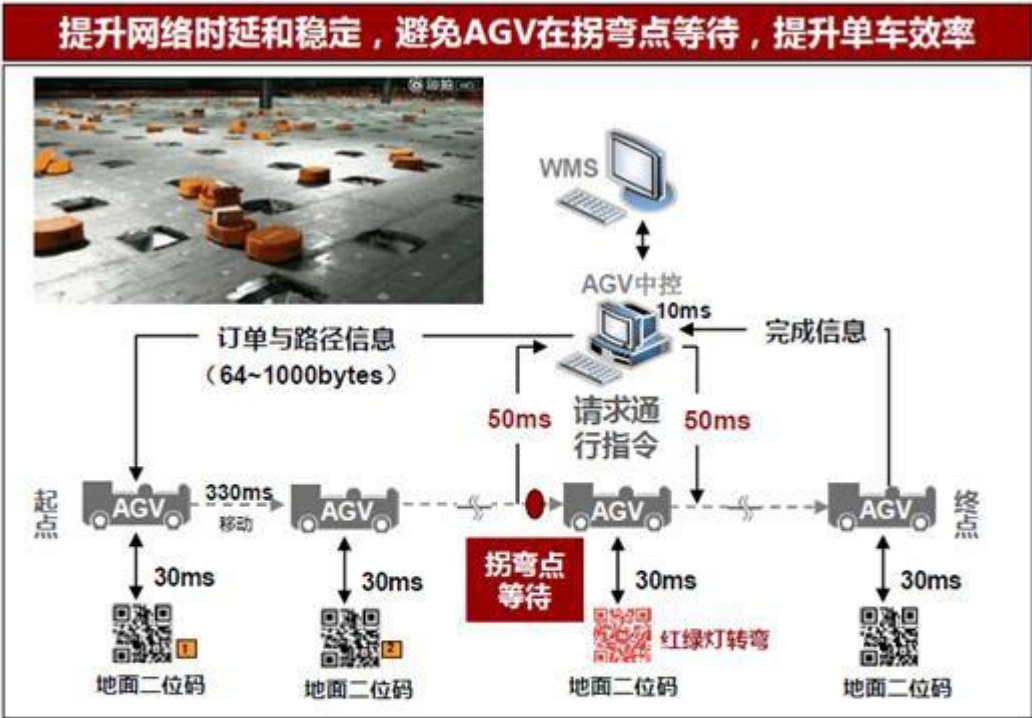 提升网络时延和稳定，避免AGV在拐弯点等待，提升单车效率
WMS
AGV中控
10ms
订单与路径信息
（64~1000bytes）
完成信息
50ms
请求通
行指令
50ms
起点
AGV
330ms
移动
AGV
AGV
AGV
终点
30ms
30ms
拐弯点
等待
30ms
30ms
1
2
红绿灯转弯
地面二位码
地面二位码
地面二位码
地面二位码